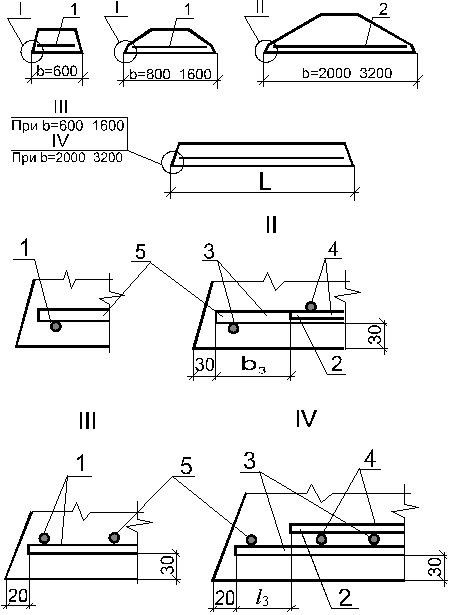 I 1 I 1 II 2
b=600 b=800 1600 b=2000 3200
III
При b=600 1600
IV
При b=2000 3200
L
II
1 5 3 4
30
30 bз 2
III IV
1 5 3 4
30 30
20 20 l3 2